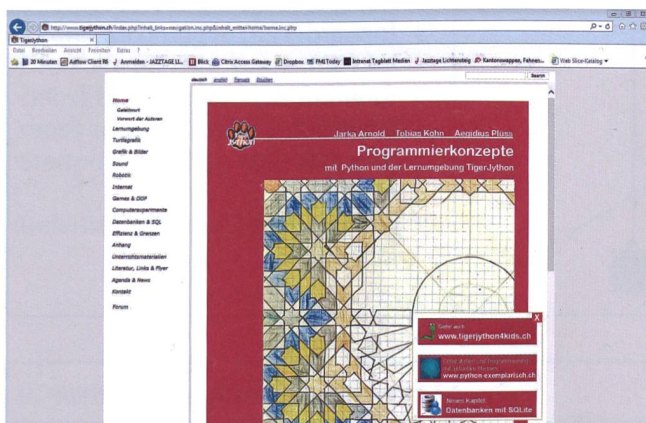 http://www.tigerjython.ch/index.php?inhalt_links=navigation.inc.php&inhalt_mitte=home/home.inc.php
TigerJython
Datei Bearbeiten Ansicht Favoriten Extras ?
20 Minuten Adflow Client R6 Anmelden - JAZZTAGE LI... Blick Citrix Access Gateway Dropbox FMI Today Intranet Tagblatt Medien Jazztage Lichtensteig Kantonswappen, Fahnen... Web Slice-Katalog
deutsch english français
Search
Home
Geleitwort
Vorwort der Autoren
Lernumgebung
Turtlegrafik
Grafik & Bilder
Sound
Robotik
Internet
Games & OOP
Computerexperimente
Datenbanken & SQL
Effizienz & Grenzen
Anhang
Unterrichtsmaterialien
Literatur, Links & Flyer
Agenda & News
Kontakt
Forum
Jarka Arnold Tobias Kohn Aegidius Plüss
Programmierkonzepte
mit Python und der Lernumgebung TigerJython
X
Siehe auch
www.tigerjython4kids.ch
www.python-exemplarisch.ch
Neues Kapitel:
Datenbanken mit SQLite